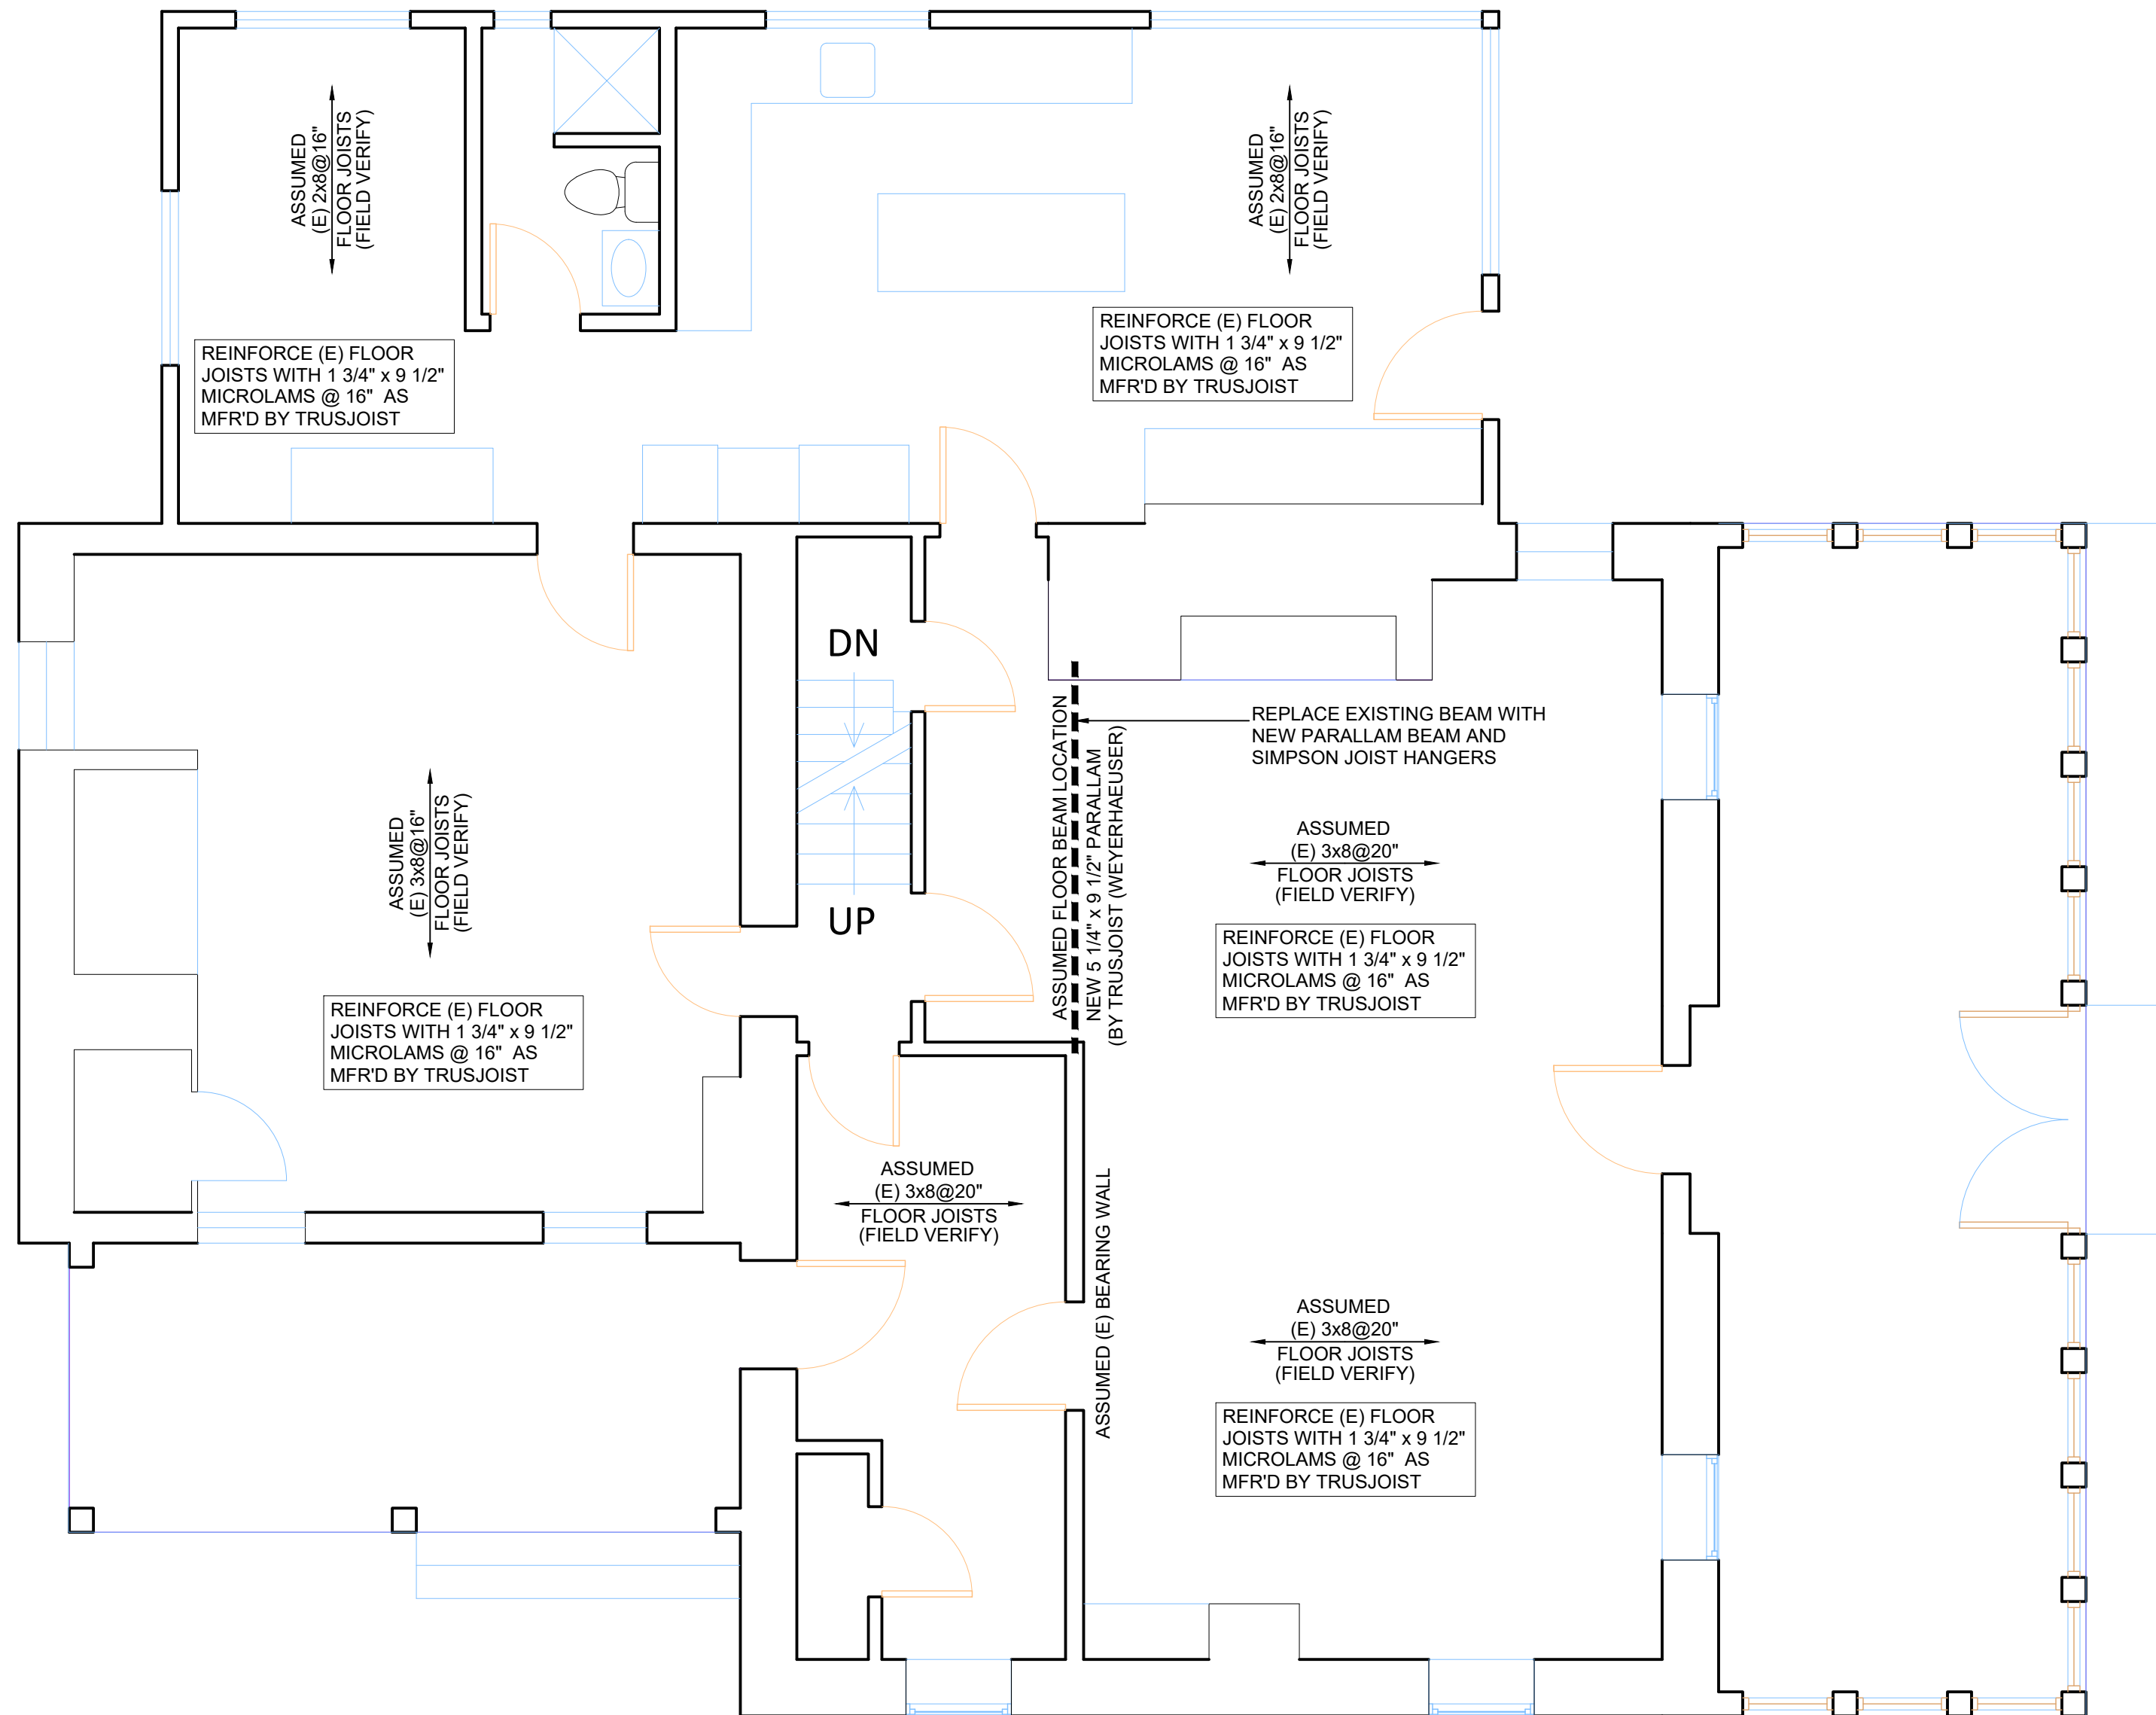 ASSUMED
(E) 2x8@16"
FLOOR JOISTS
(FIELD VERIFY)
ASSUMED
(E) 2x8@16"
FLOOR JOISTS
(FIELD VERIFY)
REINFORCE (E) FLOOR
JOISTS WITH 1 3/4" x 9 1/2"
MICROLAMS @ 16" AS
MFR'D BY TRUSJOIST
REINFORCE (E) FLOOR
JOISTS WITH 1 3/4" x 9 1/2"
MICROLAMS @ 16" AS
MFR'D BY TRUSJOIST
DN
UP
ASSUMED FLOOR BEAM LOCATION
NEW 5 1/4" x 9 1/2" PARALLAM
(BY TRUSJOIST (WEYERHAEUSER)
REPLACE EXISTING BEAM WITH
NEW PARALLAM BEAM AND
SIMPSON JOIST HANGERS
ASSUMED
(E) 3x8@16"
FLOOR JOISTS
(FIELD VERIFY)
ASSUMED
(E) 3x8@20"
FLOOR JOISTS
(FIELD VERIFY)
REINFORCE (E) FLOOR
JOISTS WITH 1 3/4" x 9 1/2"
MICROLAMS @ 16" AS
MFR'D BY TRUSJOIST
REINFORCE (E) FLOOR
JOISTS WITH 1 3/4" x 9 1/2"
MICROLAMS @ 16" AS
MFR'D BY TRUSJOIST
ASSUMED
(E) 3x8@20"
FLOOR JOISTS
(FIELD VERIFY)
ASSUMED (E) BEARING WALL
ASSUMED
(E) 3x8@20"
FLOOR JOISTS
(FIELD VERIFY)
REINFORCE (E) FLOOR
JOISTS WITH 1 3/4" x 9 1/2"
MICROLAMS @ 16" AS
MFR'D BY TRUSJOIST